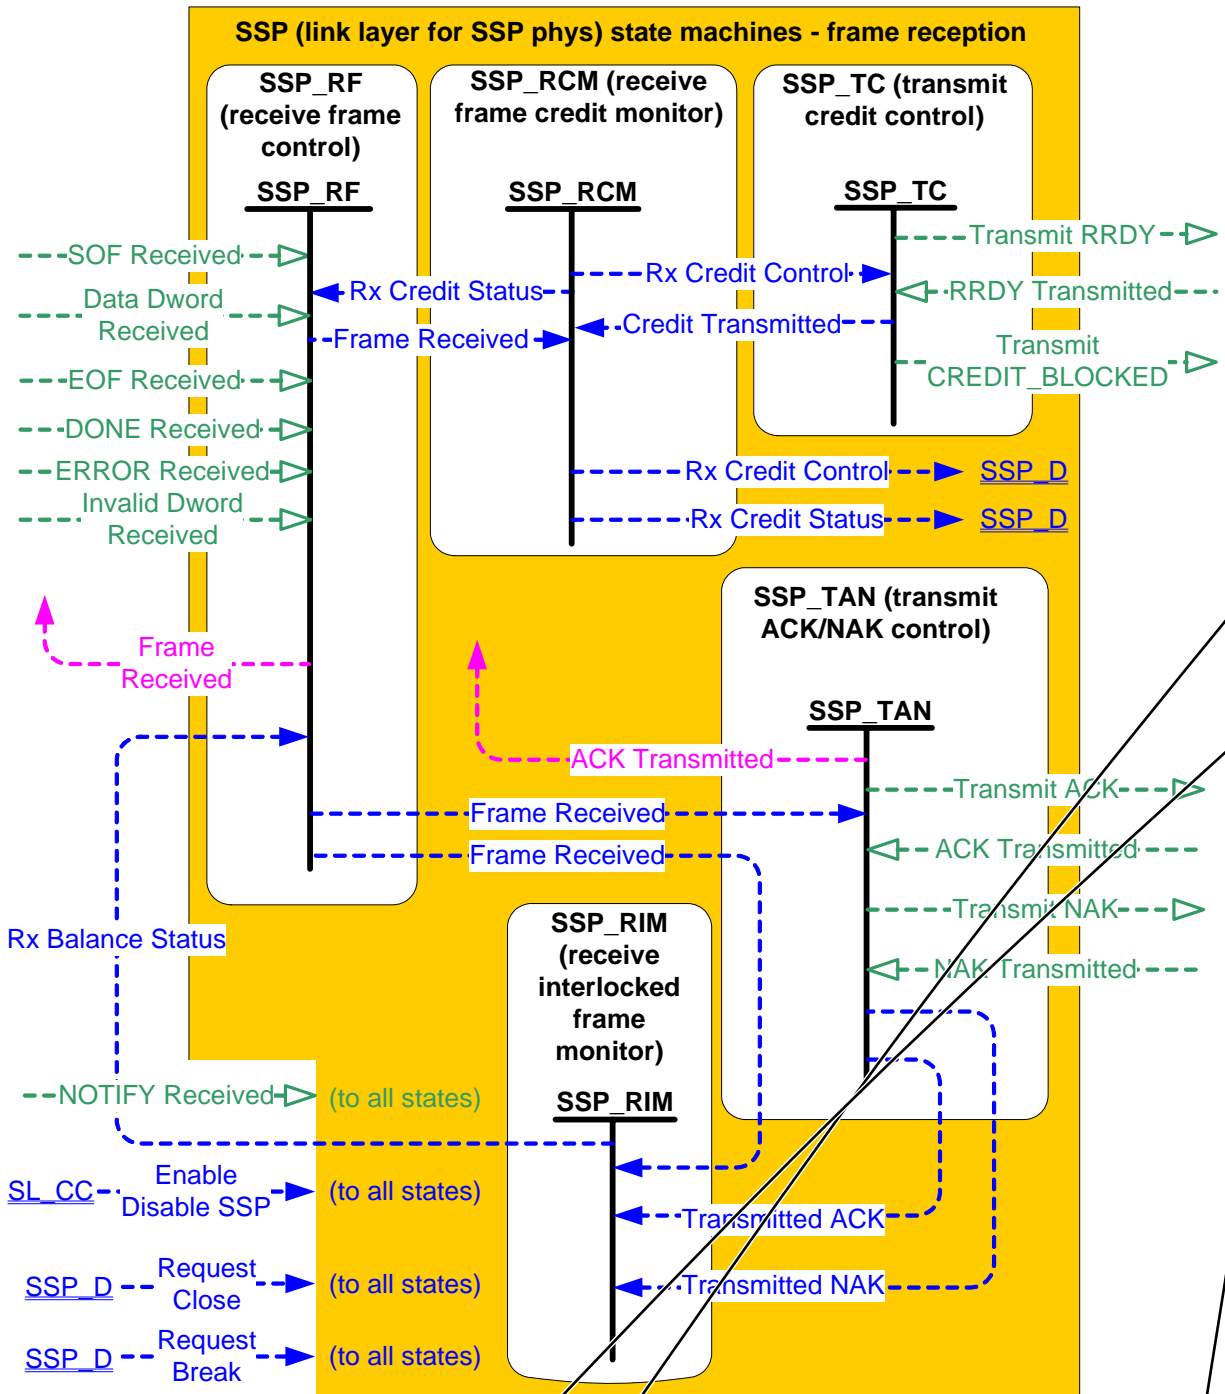 SSP (link layer for SSP phys) state machines - frame reception
SSP_RF
(receive frame
control)
SSP_RF
SSP_RCM (receive
frame credit monitor)
SSP_RCM
SSP_TC (transmit
credit control)
SSP_TC
SOF Received
Data Dword
Received
EOF Received
DONE Received
ERROR Received
Invalid Dword
Received
Rx Credit Status
Frame Received
Rx Credit Control
Credit Transmitted
Transmit RRDY
RRDY Transmitted
Transmit
CREDIT_BLOCKED
Rx Credit Control
SSP_D
Rx Credit Status
SSP_D
Frame
Received
SSP_TAN (transmit
ACK/NAK control)
SSP_TAN
ACK Transmitted
Transmit ACK
Frame Received
ACK Transmitted
Frame Received
Transmit NAK
NAK Transmitted
Rx Balance Status
SSP_RIM
(receive
interlocked
frame
monitor)
SSP_RIM
NOTIFY Received
(to all states)
SL_CC
Enable
Disable SSP
(to all states)
Transmitted ACK
SSP_D
Request
Close
(to all states)
Transmitted NAK
SSP_D
Request
Break
(to all states)